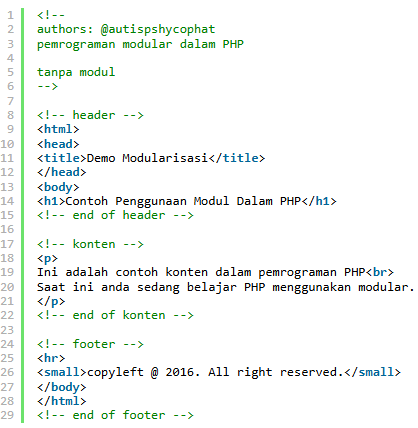 1 <!--
2 authors: @autispshycophat
3 pemrograman modular dalam PHP
4
5 tanpa modul
6 -->
7
8 <!-- header -->
9 <html>
10 <head>
11 <title>Demo Modularisasi</title>
12 </head>
13 <body>
14 <h1>Contoh Penggunaan Modul Dalam PHP</h1>
15 <!-- end of header -->
16
17 <!-- konten -->
18 <p>
19 Ini adalah contoh konten dalam pemrograman PHP<br>
20 Saat ini anda sedang belajar PHP menggunakan modular.
21 </p>
22 <!-- end of konten -->
23
24 <!-- footer -->
25 <hr>
26 <small>copyleft @ 2016. All right reserved.</small>
27 </body>
28 </html>
29 <!-- end of footer -->